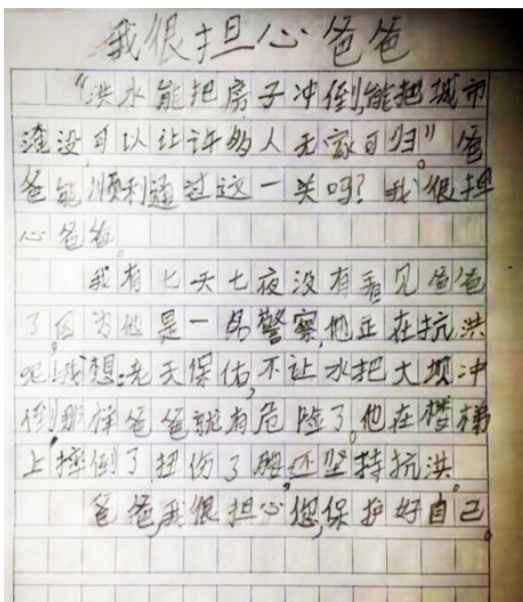 我很担心爸爸
“洪水能把房子冲倒,能把城市
淹没,可以让许多人无家可归”。爸
爸能顺利通过这一关吗?我很担
心爸爸。
我有七天七夜没有看见爸爸
了,因为他是一名警察,他正在抗洪
呢!我想:老天保佑,不让水把大坝冲
倒,那样爸爸就有危险了。他在楼梯
上摔倒了,扭伤了腿,还坚持抗洪。
爸爸,我很担心您,保护好自己。